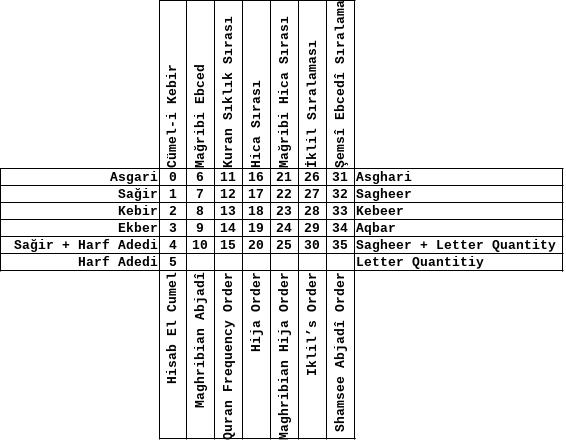 Cümel-i Kebir
Mağribi Ebced
Kuran Sıklık Sırası
Hica Sırası
Mağribi Hica Sırası
İklil Sıralaması
Şemsî Ebcedî Sıralama
Asgari 0 6 11 16 21 26 31 Asghari
Sağir 1 7 12 17 22 27 32 Sagheer
Kebir 2 8 13 18 23 28 33 Kebeer
Ekber 3 9 14 19 24 29 34 Aqbar
Sağir + Harf Adedi 4 10 15 20 25 30 35 Sagheer + Letter Quantity
Harf Adedi 5 Letter Quantitiy
Hisab El Cumel
Maghribian Abjadî
Quran Frequency Order
Hija Order
Maghribian Hija Order
Iklil’s Order
Shamsee Abjadî Order